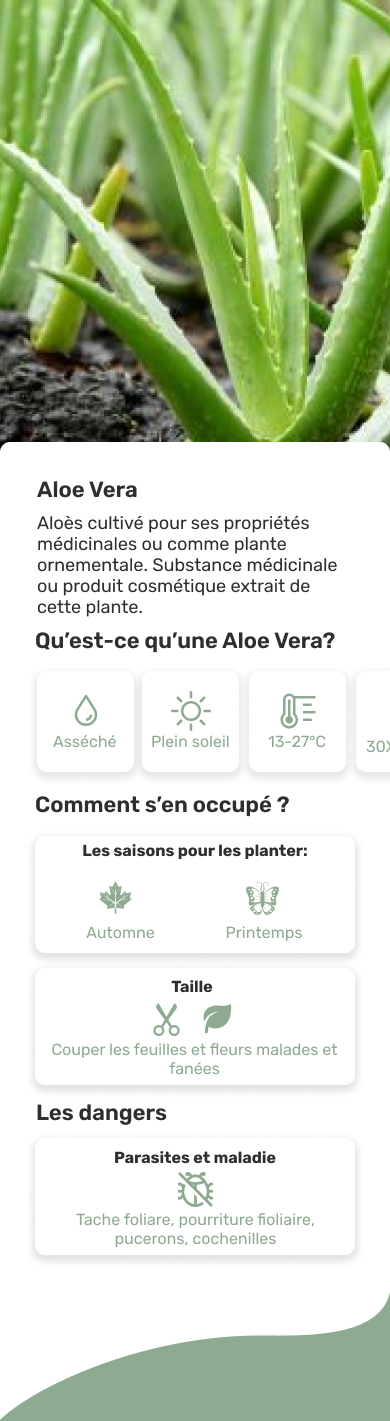 Aloe Vera
Aloès cultivé pour ses propriétés
médicinales ou comme plante
ornementale. Substance médicinale
ou produit cosmétique extrait de
cette plante.
Qu’est-ce qu’une Aloe Vera?
Asséché
Plein soleil
13-27°C
30X
Comment s’en occupé ?
Les saisons pour les planter:
Automne
Printemps
Taille
Couper les feuilles et fleurs malades et
fanées
Les dangers
Parasites et maladie
Tache foliare, pourriture fioliaire,
pucerons, cochenilles